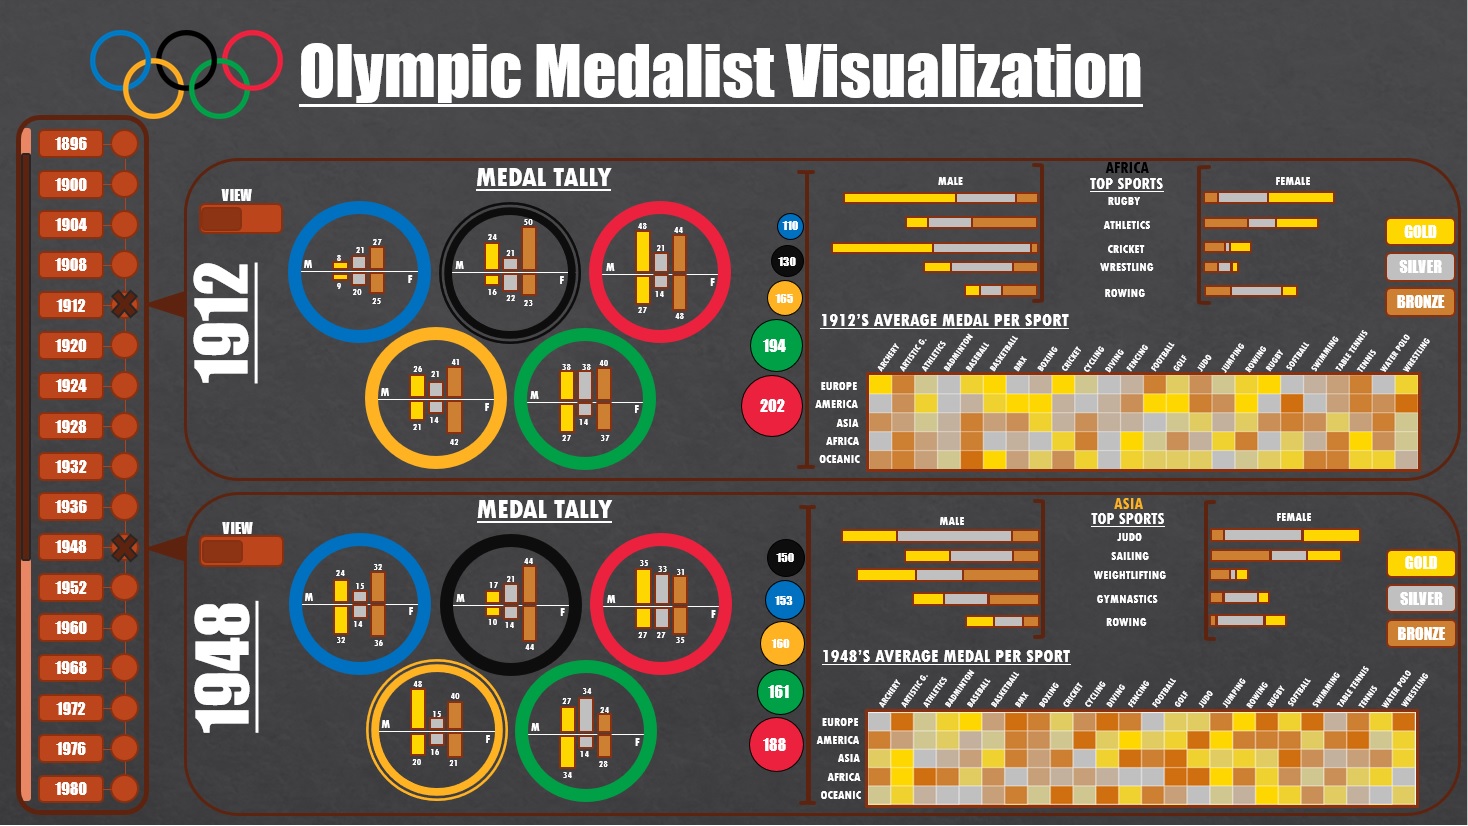 Olympic Medalist Visualization
1896
1900
1904
1908
1912
1920
1924
1928
1932
1936
1948
1952
1960
1968
1972
1976
1980
VIEW
1912
MEDAL TALLY
M
8
21
27
9
20
25
F
M
24
21
50
16
22
23
F
M
48
21
44
27
14
48
F
M
26
21
41
21
14
42
F
M
38
38
40
27
14
37
F
110
130
165
194
202
AFRICA
TOP SPORTS
MALE
FEMALE
RUGBY
ATHLETICS
CRICKET
WRESTLING
ROWING
GOLD
SILVER
BRONZE
1912'S AVERAGE MEDAL PER SPORT
ARCHERY
ARTISTIC G.
ATHLETICS
BADMINTON
BASEBALL
BASKETBALL
BMX
BOXING
CRICKET
CYCLING
DIVING
FENCING
FOOTBALL
GOLF
JUDO
JUMPING
ROWING
RUGBY
SOFTBALL
SWIMMING
TABLE TENNIS
TENNIS
WATER POLO
WRESTLING
EUROPE
AMERICA
ASIA
AFRICA
OCEANIC
VIEW
1948
MEDAL TALLY
M
24
15
32
32
14
36
F
M
17
21
44
10
14
44
F
M
35
33
31
27
27
35
F
M
48
15
40
20
16
21
F
M
27
34
24
34
14
28
F
150
153
160
161
188
ASIA
TOP SPORTS
MALE
FEMALE
JUDO
SAILING
WEIGHTLIFTING
GYMNASTICS
ROWING
GOLD
SILVER
BRONZE
1948'S AVERAGE MEDAL PER SPORT
ARCHERY
ARTISTIC G.
ATHLETICS
BADMINTON
BASEBALL
BASKETBALL
BMX
BOXING
CRICKET
CYCLING
DIVING
FENCING
FOOTBALL
GOLF
JUDO
JUMPING
ROWING
RUGBY
SOFTBALL
SWIMMING
TABLE TENNIS
TENNIS
WATER POLO
WRESTLING
EUROPE
AMERICA
ASIA
AFRICA
OCEANIC